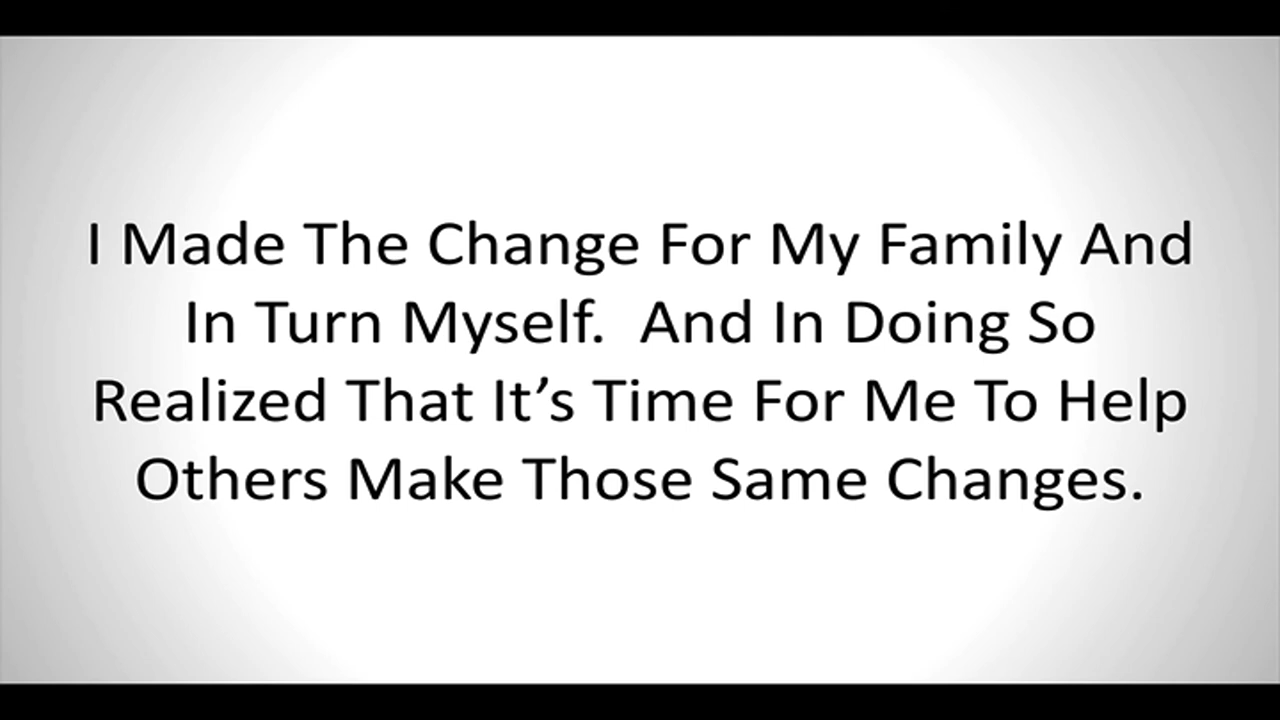 I Made The Change For My Family And
In Turn Myself.  And In Doing So
Realized That It’s Time For Me To Help
Others Make Those Same Changes.